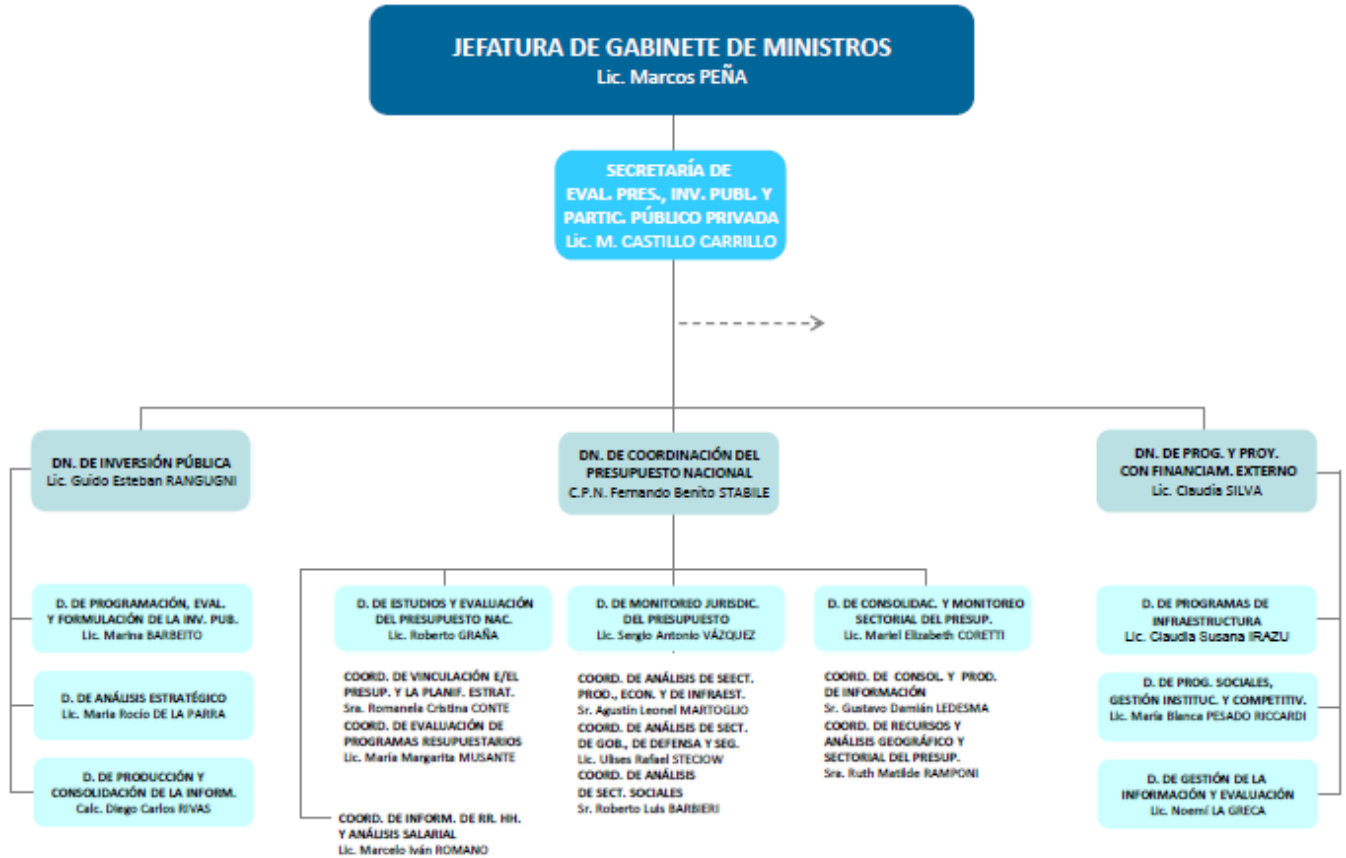 JEFATURA DE GABINETE DE MINISTROS
Lic. Marcos PEÑA
SECRETARÍA DE
EVAL. PRES., INV. PUBL. Y
PARTIC. PÚBLICO PRIVADA
Lic. M. CASTILLO CARRILLO
DN. DE INVERSIÓN PÚBLICA
Lic. Guido Esteban RANGUGNI
DN. DE COORDINACIÓN DEL
PRESUPUESTO NACIONAL
C.P.N. Fernando Benito STABILE
DN. DE PROG. Y PROY.
CON FINANCIAM. EXTERNO
Lic. Claudia SILVA
D. DE PROGRAMACIÓN, EVAL.
Y FORMULACIÓN DE LA INV. PUB.
Lic. Marina BARBEITO
D. DE ANÁLISIS ESTRATÉGICO
Lic. Maria Rocío DE LA PARRA
D. DE PRODUCCIÓN Y
CONSOLIDACIÓN DE LA INFORM.
Calc. Diego Carlos RIVAS
D. DE ESTUDIOS Y EVALUACIÓN
DEL PRESUPUESTO NAC.
Lic. Roberto GRAÑA
COORD. DE VINCULACIÓN E/EL
PRESUP. Y LA PLANIF. ESTRAT.
Sra. Romanela Cristina CONTE
COORD. DE EVALUACIÓN DE
PROGRAMAS RESUPUESTARIOS
Lic. María Margarita MUSANTE
COORD. DE INFORM. DE RR. HH.
Y ANÁLISIS SALARIAL
Lic. Marcelo Iván ROMANO
D. DE MONITOREO JURISDIC.
DEL PRESUPUESTO
Lic. Sergio Antonio VÁZQUEZ
COORD. DE ANÁLISIS DE SEECT.
PROD., ECON. Y DE INFRAEST.
Sr. Agustín Leonel MARTOGLIO
COORD. DE ANÁLISIS DE SECT.
DE GOB., DE DEFENSA Y SEG.
Lic. Ulises Rafael STECIOW
COORD. DE ANÁLISIS
DE SECT. SOCIALES
Sr. Roberto Luis BARBIERI
D. DE CONSOLIDAC. Y MONITOREO
SECTORIAL DEL PRESUP.
Lic. Mariel Elizabeth CORETTI
COORD. DE CONSOL Y PROD.
DE INFORMACIÓN
Sr. Gustavo Damián LEDESMA
COORD. DE RECURSOS Y
ANÁLISIS GEOGRÁFICO Y
SECTORIAL DEL PRESUP.
Sra. Ruth Matilde RAMPONI
D. DE PROGRAMAS DE
INFRAESTRUCTURA
Lic. Claudia Susana IRAZU
D. DE PROG. SOCIALES,
GESTIÓN INSTITUC. Y COMPETITIV.
Lic. María Blanca PESADO RICCARDI
D. DE GESTIÓN DE LA
INFORMACIÓN Y EVALUACIÓN
Lic. Noemí LA GRECA